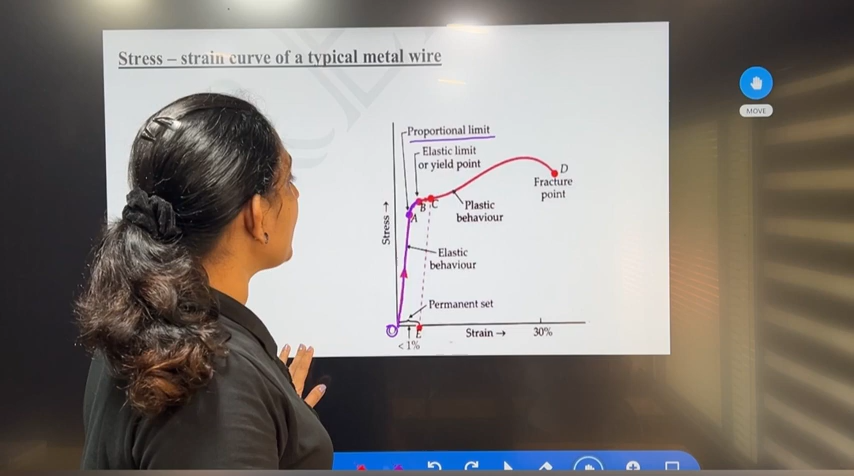 Stress – strain curve of a typical metal wire
Proportional limit
Elastic limit
or yield point
D
Fracture
point
B
C
A
Plastic
behaviour
Stress →
Elastic
behaviour
Permanent set
O
E
Strain →
30%
< 1%
MOVE